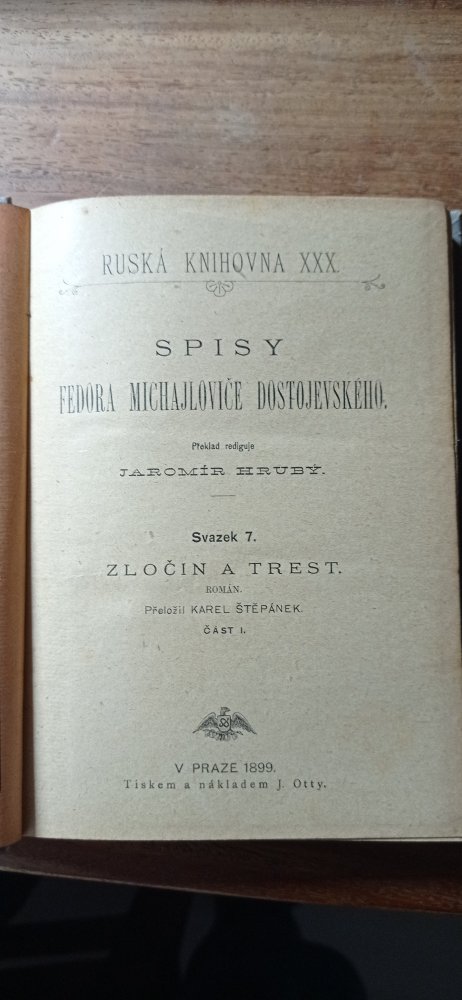 RUSKÁ KNIHOVNA XXX.
SPISY
FEDORA MICHAJLOVIČE DOSTOJEVSKÉHO.
Překlad rediguje
JAROMÍR HRUBÝ.
Svazek 7.
ZLOČIN A TREST.
ROMÁN.
Přeložil KAREL ŠTĚPÁNEK.
ČÁST I.
V PRAZE 1899.
Tiskem a nákladem J. Otty.